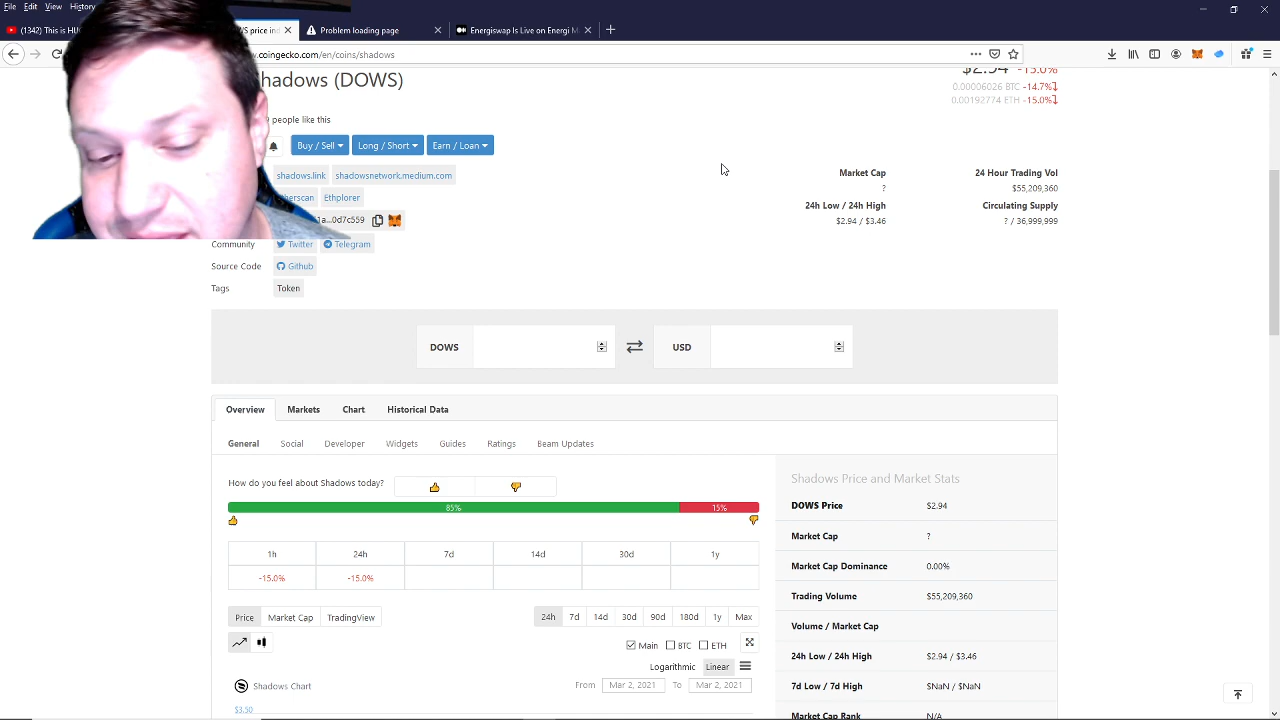 File Edit View History
(1342) This is HU
S price ind
Problem loading page
Energiswap Is Live on Energi M
.coingecko.com/en/coins/shadows
hadows (DOWS)
-15.0%
0.00006026 BTC -14.7%
0.00192774 ETH -15.0%
people like this
Buy / Sell Long / Short Earn / Loan
Market Cap 24 Hour Trading Vol
shadows.link shadowsnetwork.medium.com
? $55,209,360
therscan Ethplorer
24h Low / 24h High Circulating Supply
1a...0d7c559
$2.94 / $3.46 ? / 36,999,999
Community Twitter Telegram
Source Code Github
Tags Token
DOWS USD
Overview Markets Chart Historical Data
General Social Developer Widgets Guides Ratings Beam Updates
How do you feel about Shadows today?
85% 15%
1h 24h 7d 14d 30d 1y
-15.0% -15.0%
Price Market Cap TradingView 24h 7d 14d 30d 90d 180d 1y Max
Main BTC ETH
Logarithmic Linear
Shadows Chart From Mar 2, 2021 To Mar 2, 2021
$3.50
Shadows Price and Market Stats
DOWS Price $2.94
Market Cap ?
Market Cap Dominance 0.00%
Trading Volume $55,209,360
Volume / Market Cap
24h Low / 24h High $2.94 / $3.46
7d Low / 7d High $NaN / $NaN
Market Cap Rank N/A